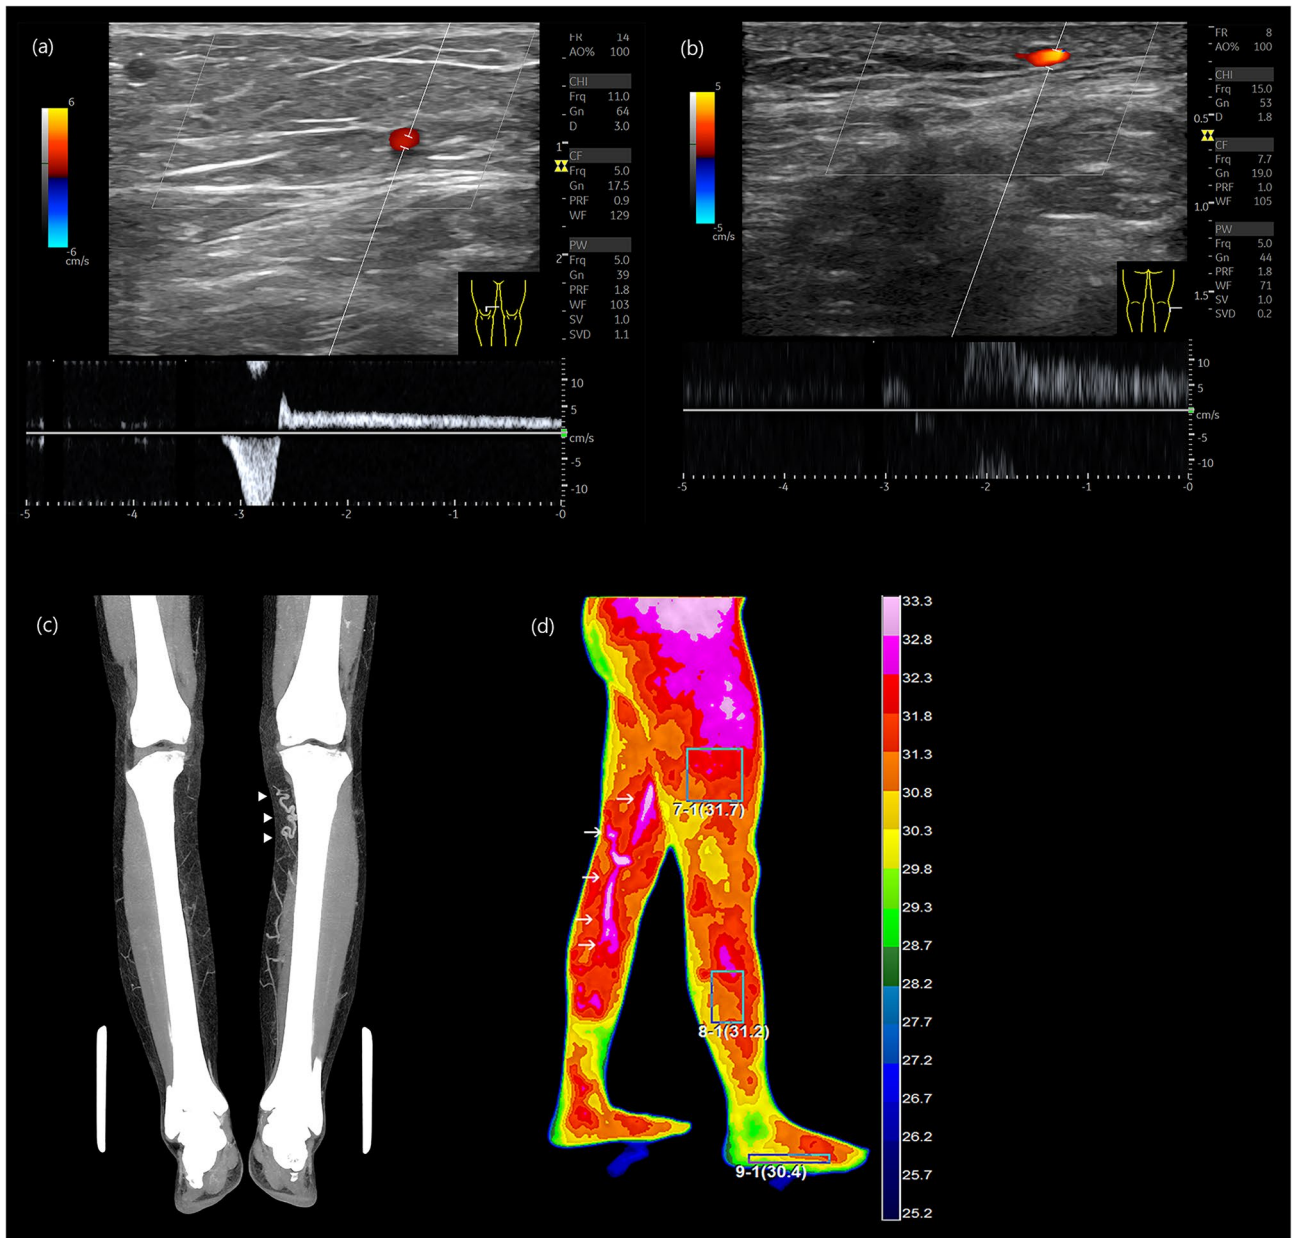 (a)
FR 14
AO% 100
CHI
Frq 11.0
Gn 64
D 3.0
CF
Frq 5.0
Gn 17.5
PRF 0.9
WF 129
PW
Frq 5.0
Gn 39
PRF 1.8
WF 103
SV 1.0
SVD 1.1
6
-6
cm/s
1
2
10
5
cm/s
-5
-10
-5 -4 -3 -2 -1 -0
(b)
FR 8
AO% 100
CHI
Frq 15.0
Gn 53
D 1.8
CF
Frq 7.7
Gn 19.0
PRF 1.0
WF 105
PW
Frq 5.0
Gn 44
PRF 1.8
WF 71
SV 1.0
SVD 0.2
5
-5
cm/s
0.5
1.0
1.5
10
5
cm/s
-5
-10
-5 -4 -3 -2 -1 -0
(c)
(d)
7-1(31.7)
8-1(31.2)
9-1(30.4)
33.3
32.8
32.3
31.8
31.3
30.8
30.3
29.8
29.3
28.7
28.2
27.7
27.2
26.7
26.2
25.7
25.2